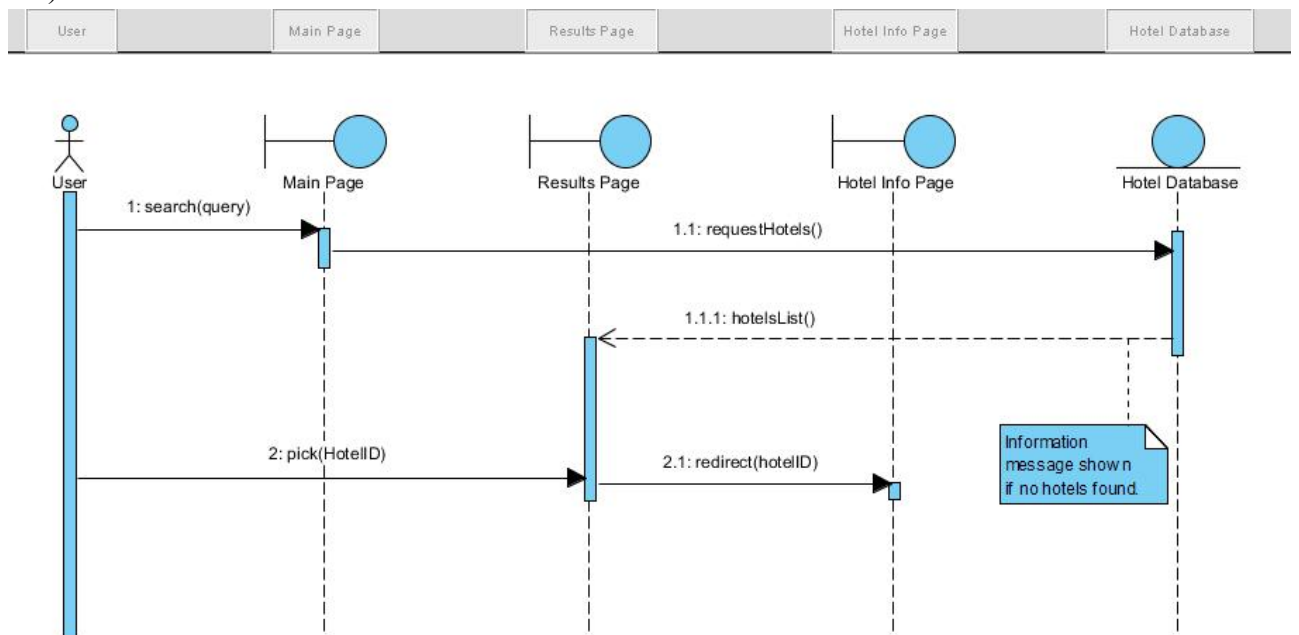 )
User
Main Page
Results Page
Hotel Info Page
Hotel Database
User
Main Page
Results Page
Hotel Info Page
Hotel Database
1: search(query)
1.1: requestHotels()
1.1.1: hotelsList()
2: pick(HotelID)
2.1: redirect(hotelID)
Information
message shown
if no hotels found.